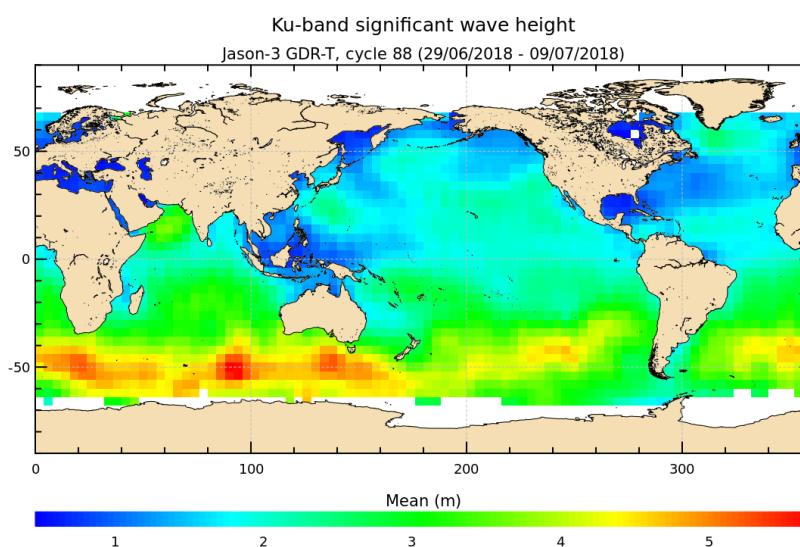 Ku-band significant wave height
Jason-3 GDR-T, cycle 88 (29/06/2018 - 09/07/2018)
50
0
-50
0 100 200 300
Mean (m)
1 2 3 4 5